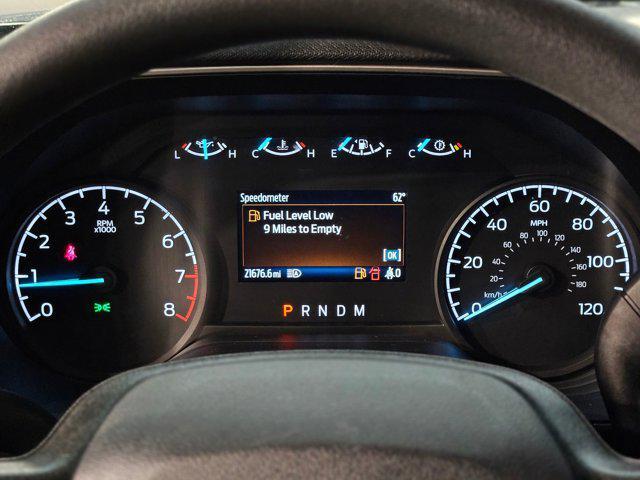 L H C H E F C H
Speedometer 62°
Fuel Level Low
9 Miles to Empty
[OK]
21676.6 mi
P R N D M
0 1 2 3 4 5 6 7 8
RPM
x1000
0 20 40 60 80 100 120
MPH
20 40 60 80 100 120 140 160 180
km/h